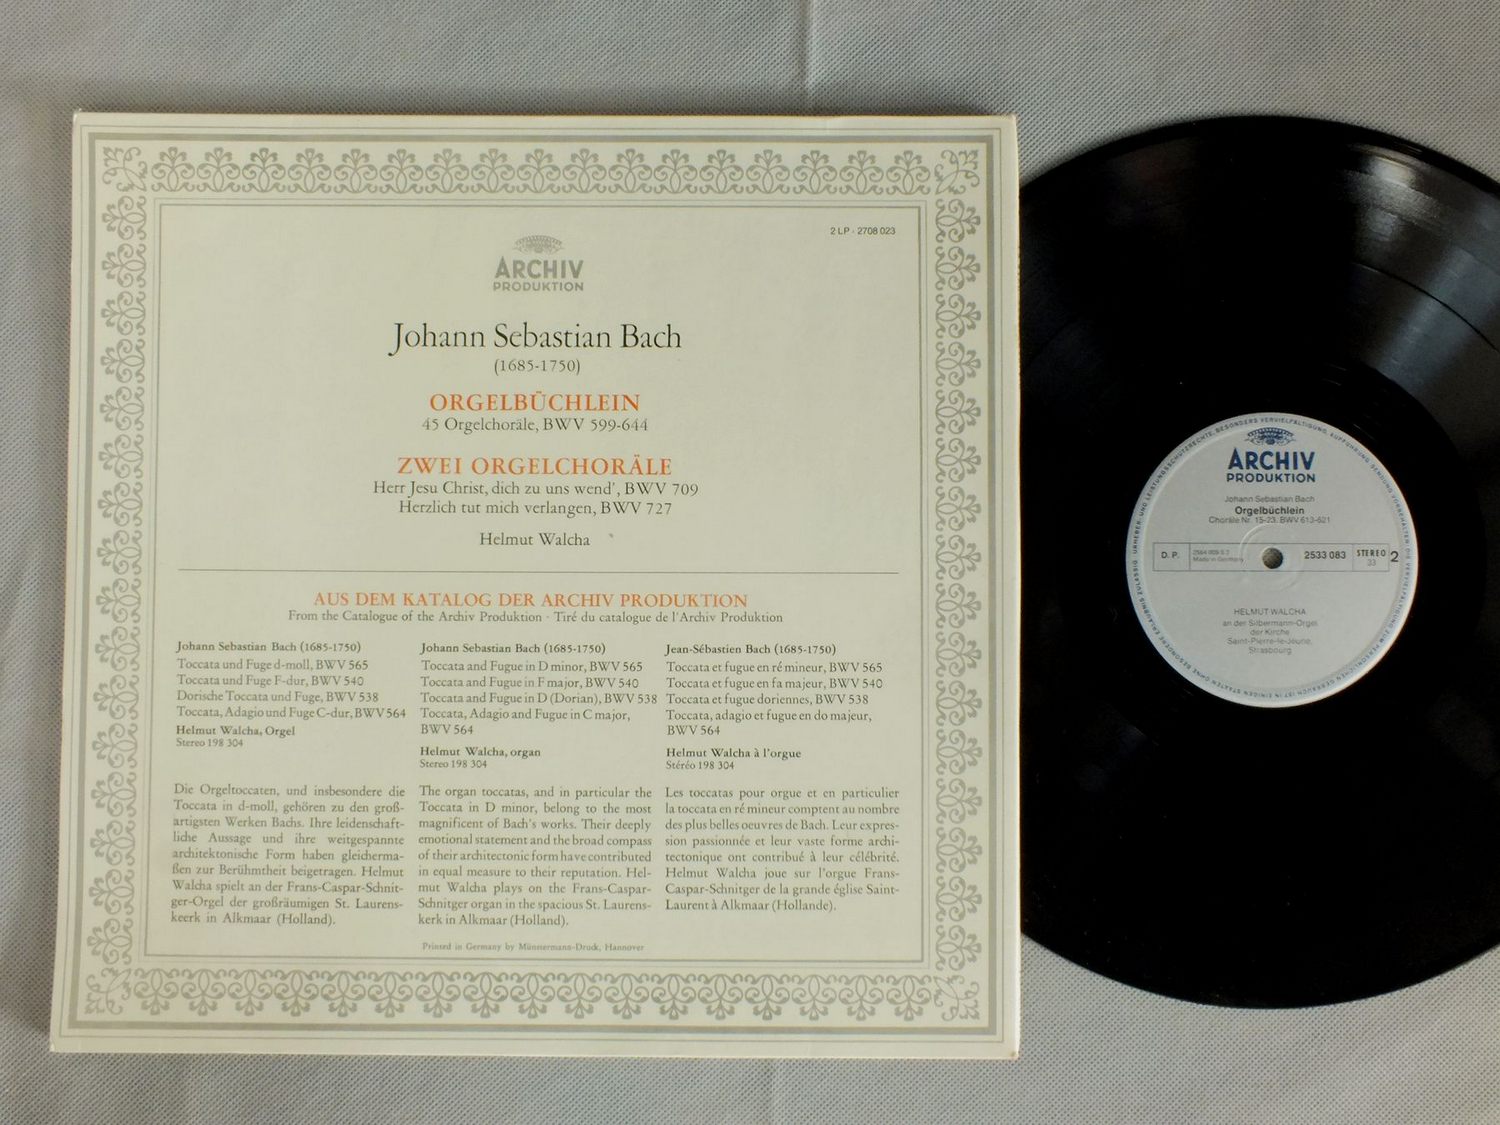 2 LP · 2708 023
ARCHIV
PRODUKTION
Johann Sebastian Bach
(1685-1750)
ORGELBÜCHLEIN
45 Orgelchoräle, BWV 599-644
ZWEI ORGELCHORÄLE
Herr Jesu Christ, dich zu uns wend', BWV 709
Herzlich tut mich verlangen, BWV 727
Helmut Walcha
AUS DEM KATALOG DER ARCHIV PRODUKTION
From the Catalogue of the Archiv Produktion · Tiré du catalogue de l'Archiv Produktion
Johann Sebastian Bach (1685-1750)
Toccata und Fuge d-moll, BWV 565
Toccata und Fuge F-dur, BWV 540
Dorische Toccata und Fuge, BWV 538
Toccata, Adagio und Fuge C-dur, BWV 564
Helmut Walcha, Orgel
Stereo 198 304
Die Orgeltoccaten, und insbesondere die
Toccata in d-moll, gehören zu den groß-
artigsten Werken Bachs. Ihre leidenschaft-
liche Aussage und ihre weitgespannte
architektonische Form haben gleicherma-
ßen zur Berühmtheit beigetragen. Helmut
Walcha spielt an der Frans-Caspar-Schnit-
ger-Orgel der großräumigen St. Laurens-
keerk in Alkmaar (Holland).
Johann Sebastian Bach (1685-1750)
Toccata and Fugue in D minor, BWV 565
Toccata and Fugue in F major, BWV 540
Toccata and Fugue in D (Dorian), BWV 538
Toccata, Adagio and Fugue in C major,
BWV 564
Helmut Walcha, organ
Stereo 198 304
The organ toccatas, and in particular the
Toccata in D minor, belong to the most
magnificent of Bach's works. Their deeply
emotional statement and the broad compass
of their architectonic form have contributed
in equal measure to their reputation. Hel-
mut Walcha plays on the Frans-Caspar-
Schnitger organ in the spacious St. Laurens-
kerk in Alkmaar (Holland).
Jean-Sébastien Bach (1685-1750)
Toccata et fugue en ré mineur, BWV 565
Toccata et fugue en fa majeur, BWV 540
Toccata et fugue doriennes, BWV 538
Toccata, adagio et fugue en do majeur,
BWV 564
Helmut Walcha à l'orgue
Stéréo 198 304
Les toccatas pour orgue et en particulier
la toccata en ré mineur comptent au nombre
des plus belles oeuvres de Bach. Leur expres-
sion passionnée et leur vaste forme archi-
tectonique ont contribué à leur célébrité.
Helmut Walcha joue sur l'orgue Frans-
Caspar-Schnitger de la grande église Saint-
Laurent à Alkmaar (Hollande).
Printed in Germany by Münnermann-Druck, Hannover
ARCHIV
PRODUKTION
Johann Sebastian Bach
Orgelbüchlein
Choräle Nr. 15-23, BWV 613-621
D. P.
Made in Germany
2533 083
STEREO
33
2
HELMUT WALCHA
an der Silbermann-Orgel
der Kirche
Saint-Pierre-le-Jeune,
Strasbourg